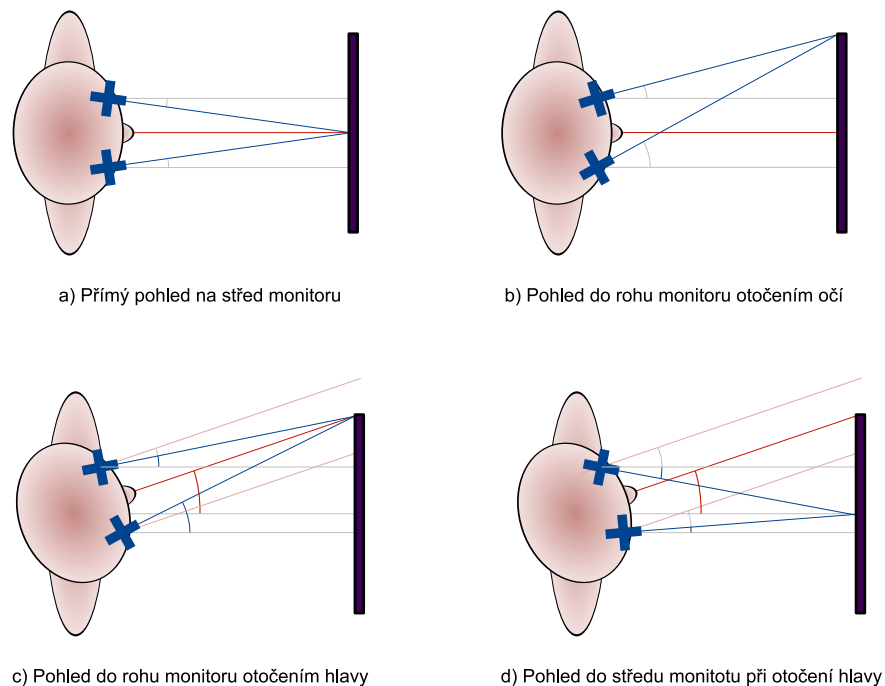 a) Přímý pohled na střed monitoru
b) Pohled do rohu monitoru otočením očí
c) Pohled do rohu monitoru otočením hlavy
d) Pohled do středu monitotu při otočení hlavy